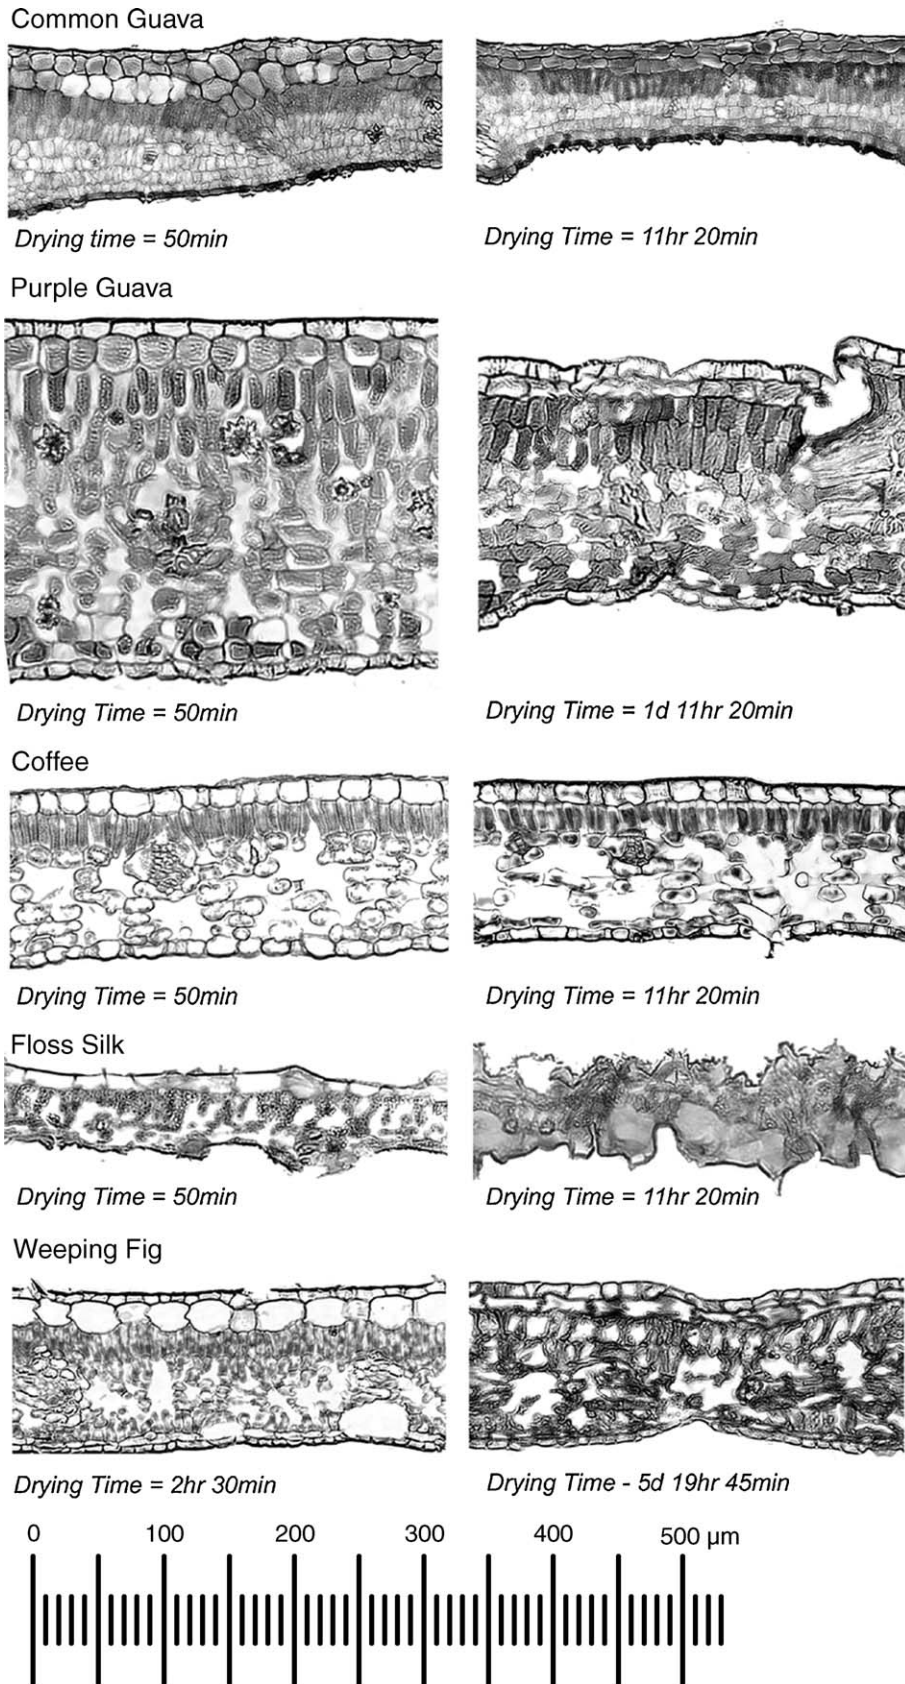 Common Guava
Drying time = 50min
Drying Time = 11hr 20min
Purple Guava
Drying Time = 50min
Drying Time = 1d 11hr 20min
Coffee
Drying Time = 50min
Drying Time = 11hr 20min
Floss Silk
Drying Time = 50min
Drying Time = 11hr 20min
Weeping Fig
Drying Time = 2hr 30min
Drying Time - 5d 19hr 45min
0 100 200 300 400 500 μm